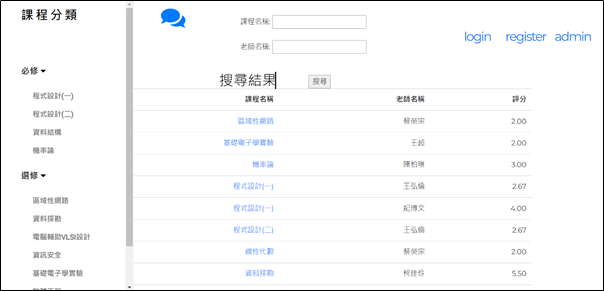 課程分類
必修
程式設計(一)
程式設計(二)
資料結構
機率論
選修
區域性網路
資料探勘
電腦輔助VLSI設計
資訊安全
基礎電子學實驗
課程名稱:
老師名稱:
login register admin
搜尋結果 搜尋
課程名稱 老師名稱 評分
區域性網路 蔡榮宗 2.00
基礎電子學實驗 王超 2.00
機率論 陳柏琳 3.00
程式設計(一) 王弘倫 2.67
程式設計(一) 紀博文 4.00
程式設計(二) 王弘倫 2.67
線性代數 蔡榮宗 2.00
資料探勘 柯佳伶 5.50